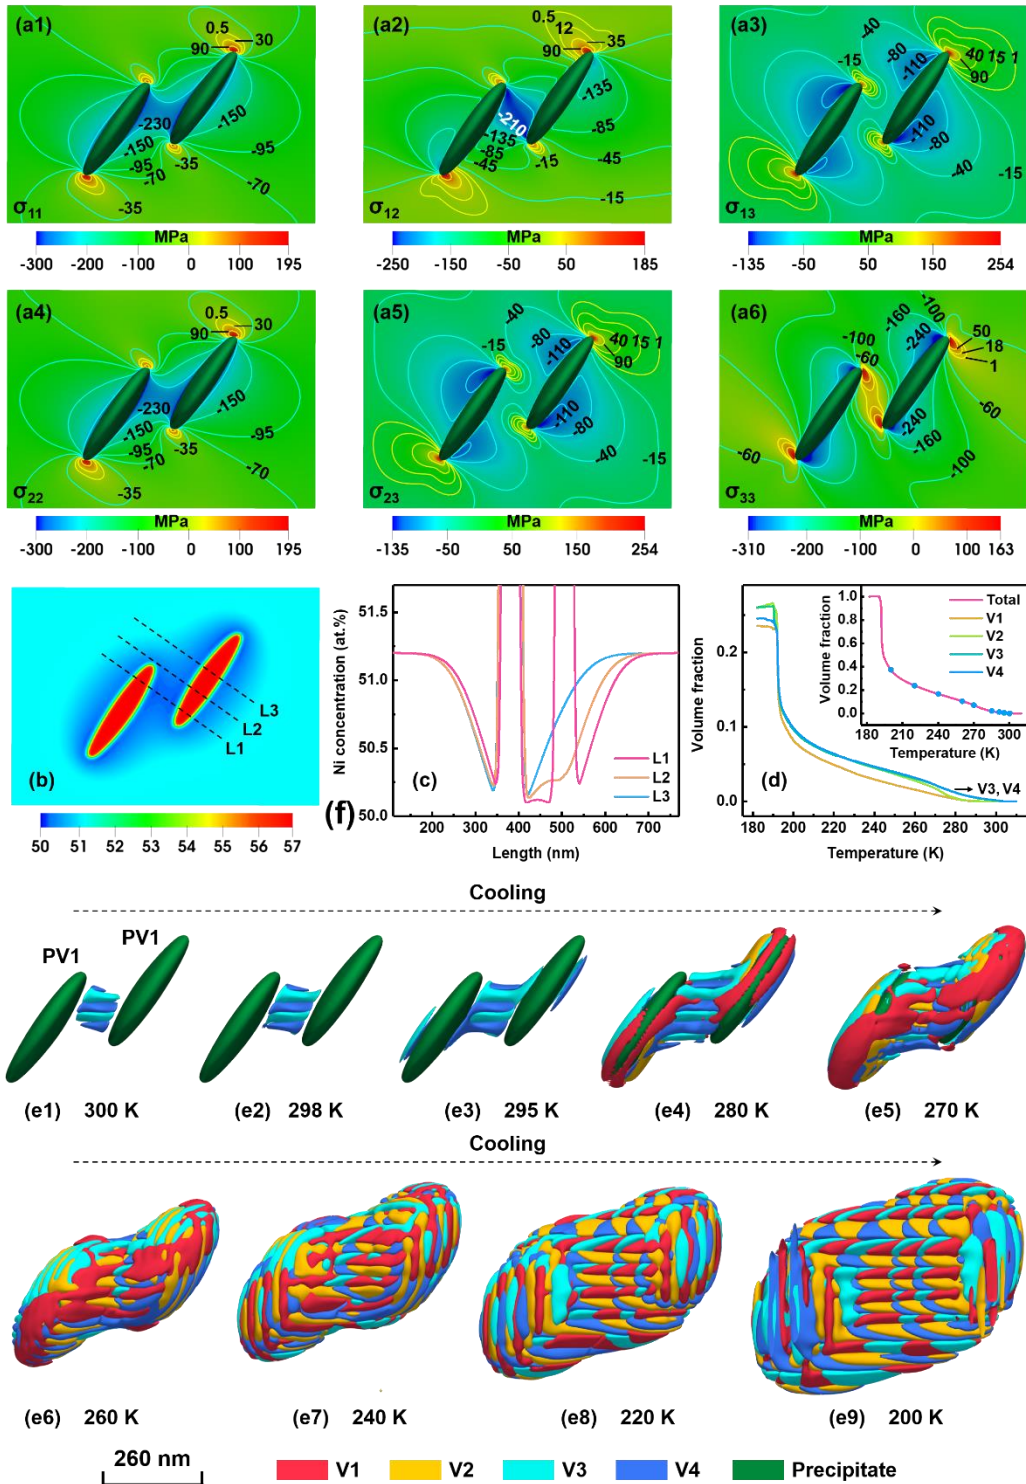 (a1) 0.5 30 90 -230 -150 -150 -95 -95 -35 -70 -70 -35 σ11
MPa
-300 -200 -100 0 100 195
(a2) 0.5 12 35 90 -135 -210 -135 -85 -85 -45 -15 -45 -15 σ12
MPa
-250 -150 -50 50 185
(a3) -40 -80 -15 -110 40 15 1 90 -110 -80 -40 -15 σ13
MPa
-135 -50 50 150 254
(a4) 0.5 30 90 -230 -150 -150 -95 -95 -35 -70 -70 -35 σ22
MPa
-300 -200 -100 0 100 195
(a5) -40 -80 -15 -110 40 15 1 90 -110 -80 -40 -15 σ23
MPa
-135 -50 50 150 254
(a6) -100 -160 -240 -100 -60 50 18 1 -240 -160 -60 -60 -100 σ33
MPa
-310 -200 -100 0 163
L3
L2
L1
(b)
50 51 52 53 54 55 56 57
(f)
Ni concentration (at.%)
51.5
51.0
50.5
50.0
L1
L2
L3
(c)
200 300 400 500 600 700
Length (nm)
Volume fraction
0.2
0.1
0.0
Volume fraction
1.0
0.8
0.6
0.4
0.2
0.0
Total
V1
V2
V3
V4
180 210 240 270 300
Temperature (K)
(d)
V3, V4
180 200 220 240 260 280 300
Temperature (K)
Cooling
PV1 PV1
(e1) 300 K
(e2) 298 K
(e3) 295 K
(e4) 280 K
(e5) 270 K
Cooling
(e6) 260 K
(e7) 240 K
(e8) 220 K
(e9) 200 K
260 nm
V1 V2 V3 V4 Precipitate